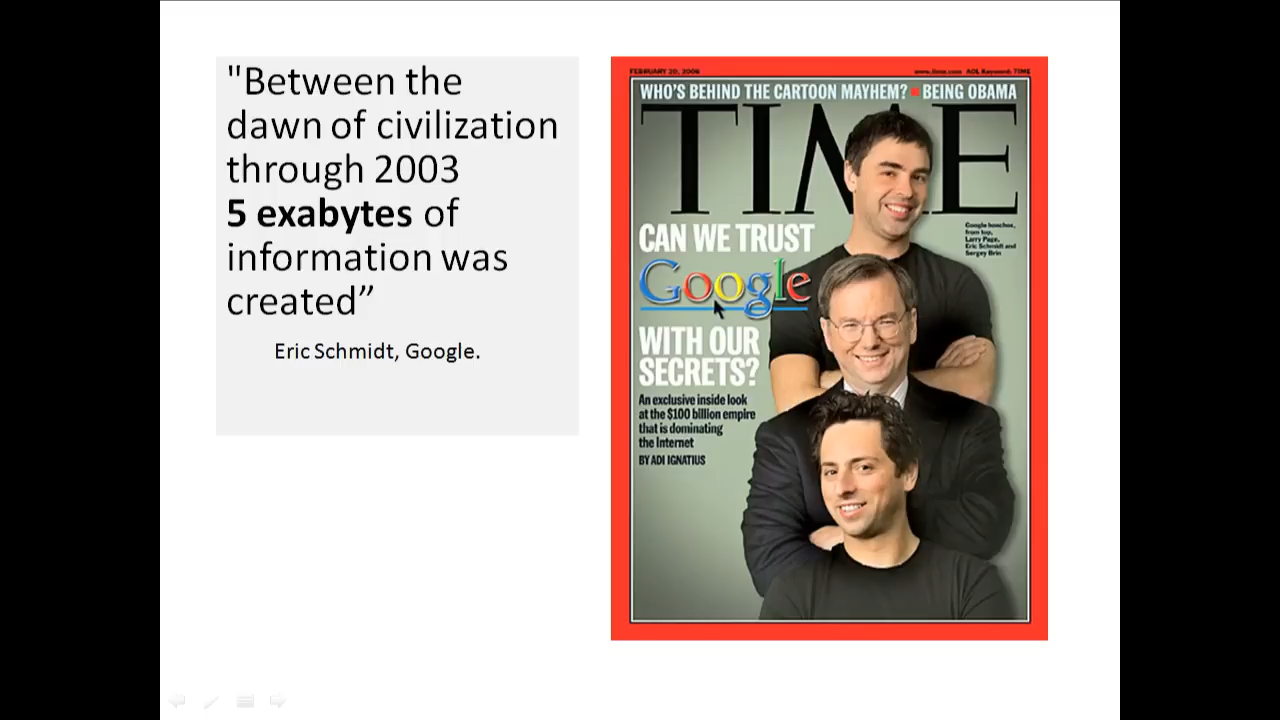 "Between the
dawn of civilization
through 2003
5 exabytes of
information was
created”
Eric Schmidt, Google.
FEBRUARY 20, 2006
www.time.com AOL Keyword: TIME
WHO'S BEHIND THE CARTOON MAYHEM? BEING OBAMA
TIME
CAN WE TRUST
Google
WITH OUR
SECRETS?
An exclusive inside look
at the $100 billion empire
that is dominating
the Internet
BY ADI IGNATIUS
Google honchos,
from top,
Larry Page,
Eric Schmidt and
Sergey Brin